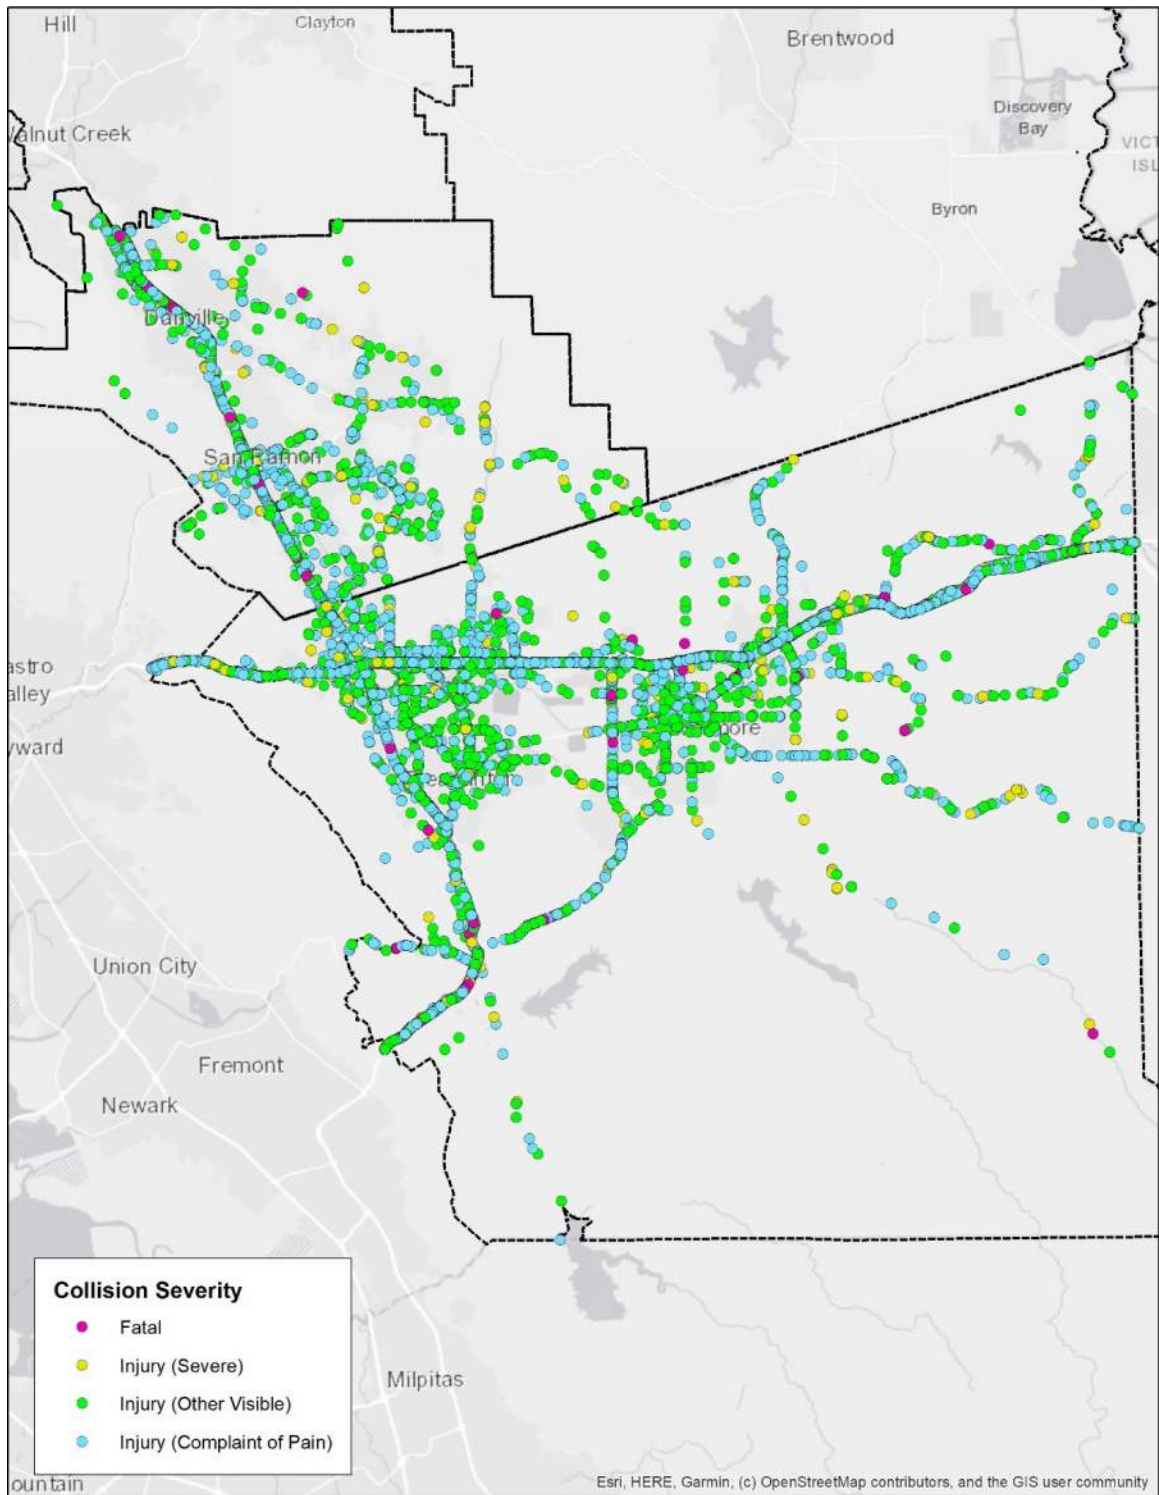 Hill
Clayton
Brentwood
Discovery
Bay
Walnut Creek
VICT
ISL
Byron
Danville
San Ramon
astro
alley
yward
Union City
Fremont
Newark
Collision Severity
Fatal
Injury (Severe)
Injury (Other Visible)
Injury (Complaint of Pain)
Milpitas
ountain
Esri, HERE, Garmin, (c) OpenStreetMap contributors, and the GIS user community